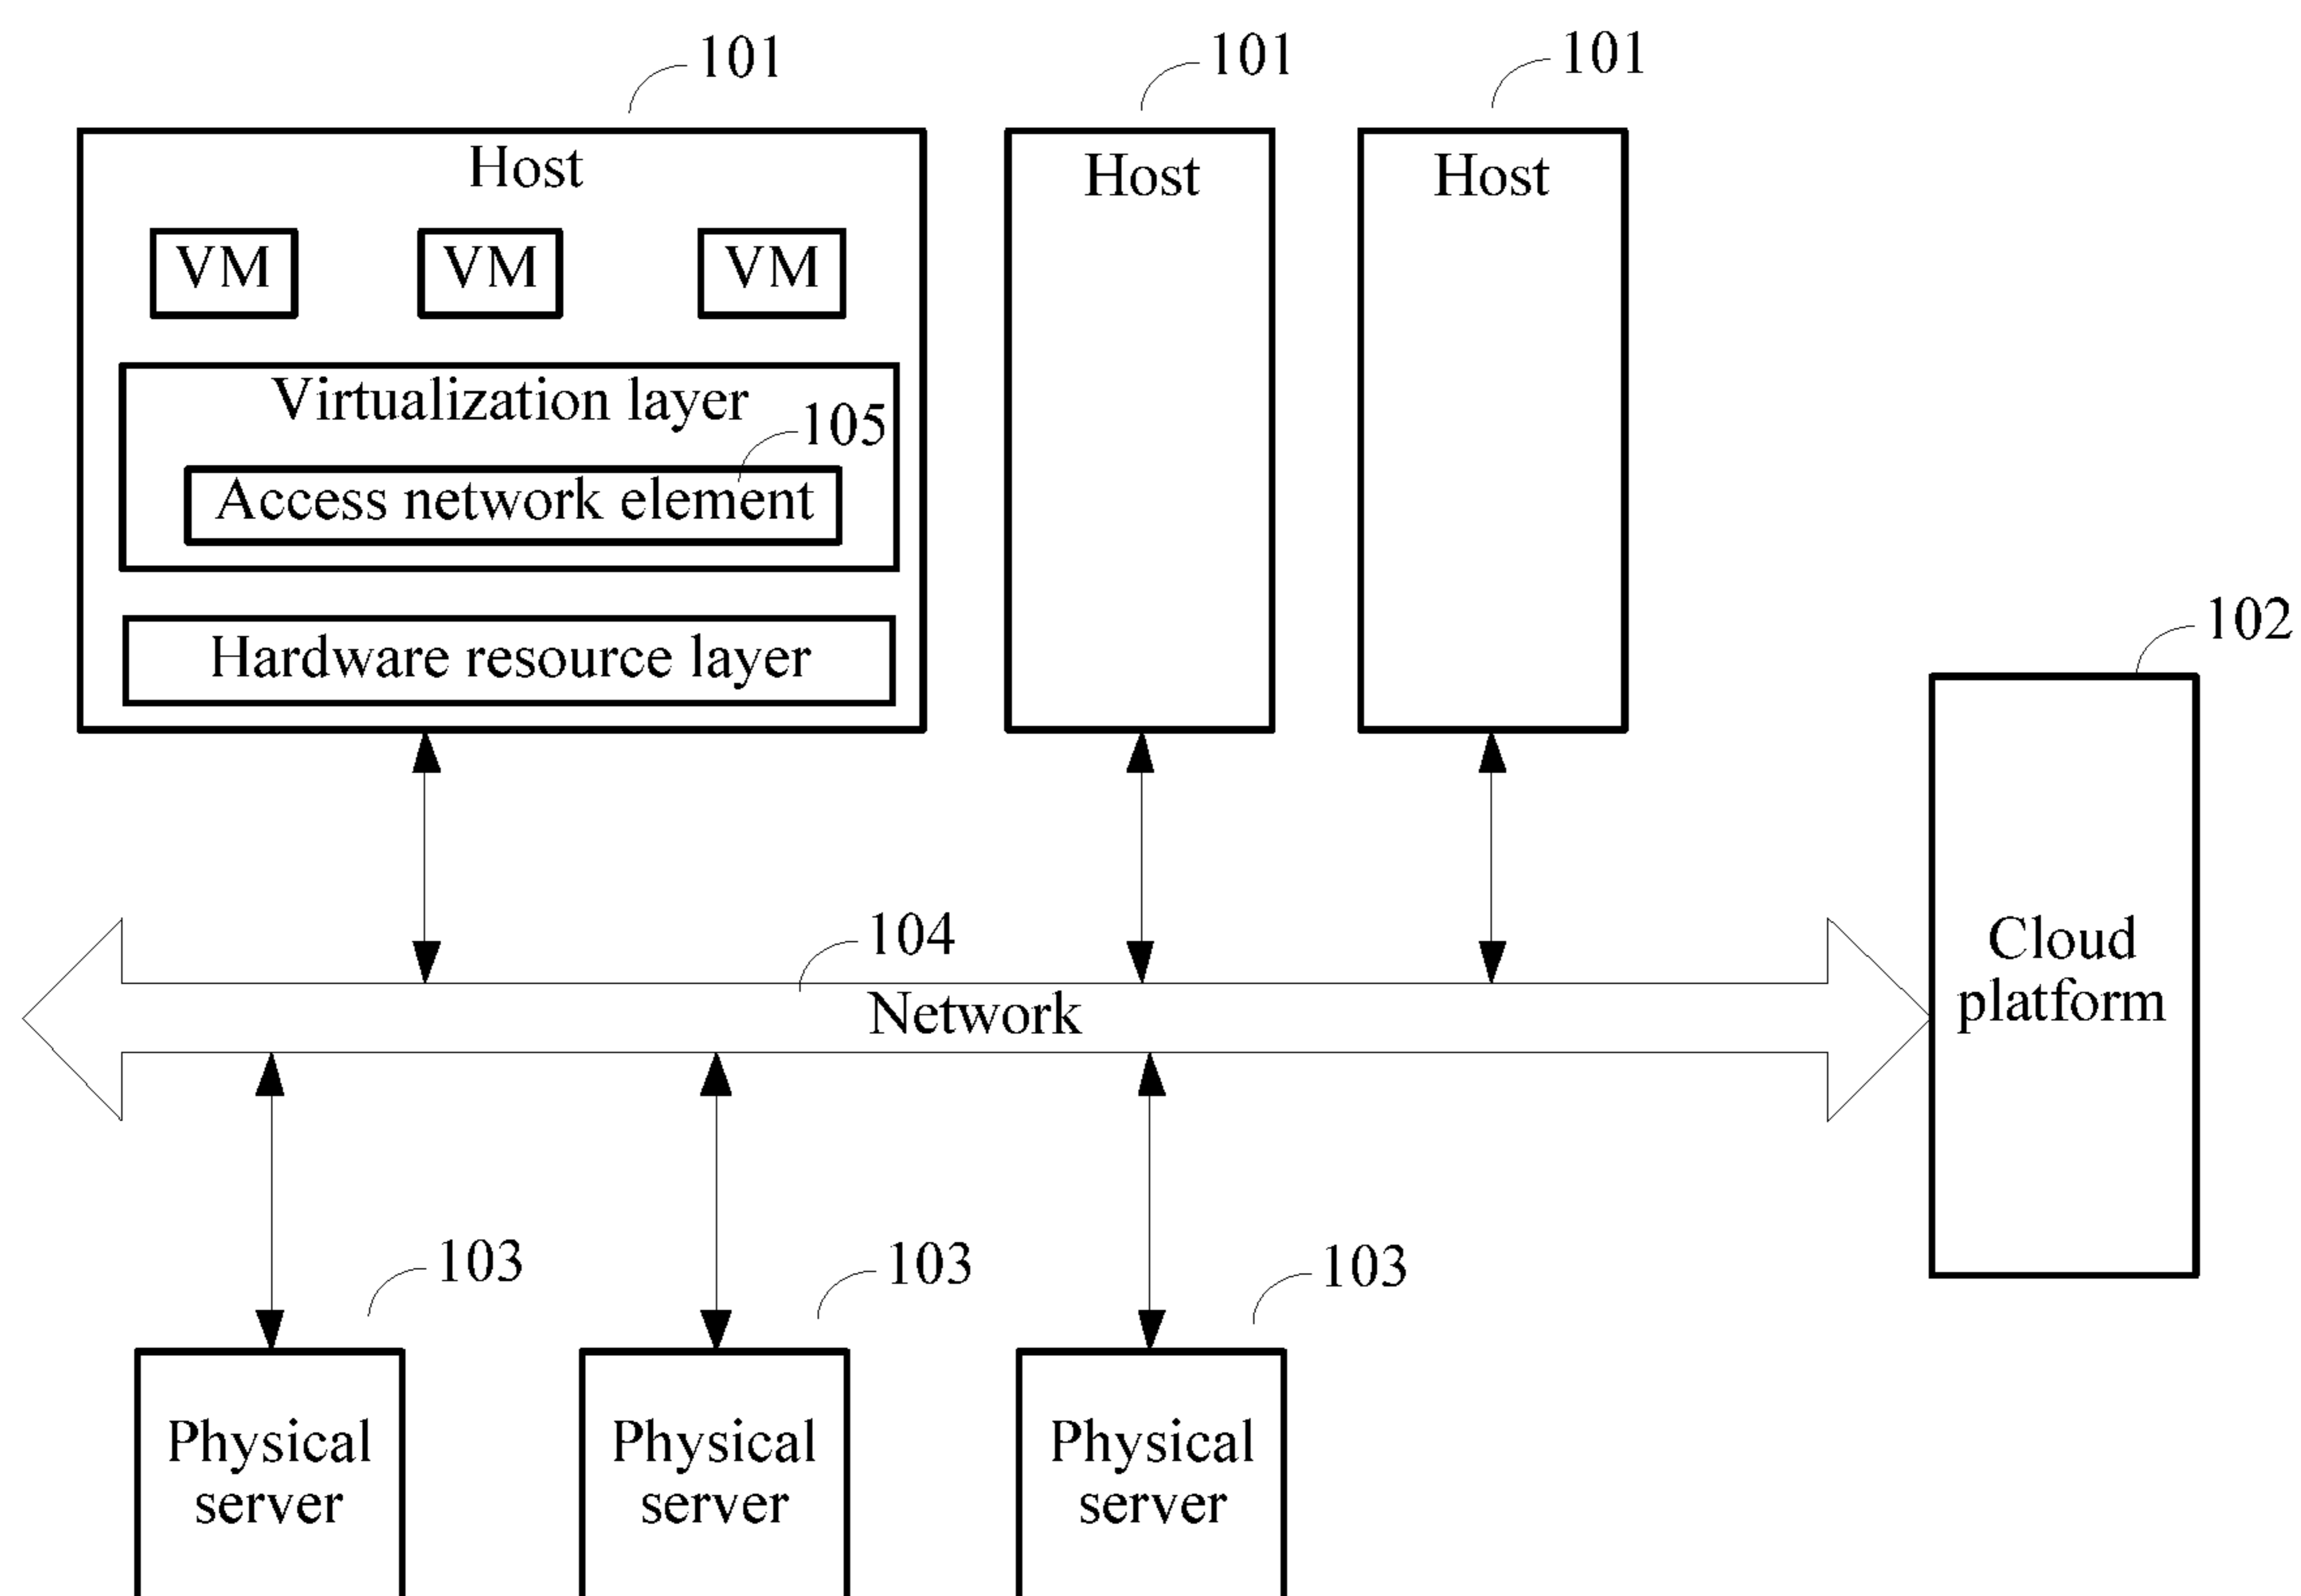 101
101
101
Host
Host
Host
VM
VM
VM
Virtualization layer
105
Access network element
Hardware resource layer
102
104
Network
Cloud
platform
103
103
103
Physical
server
Physical
server
Physical
server